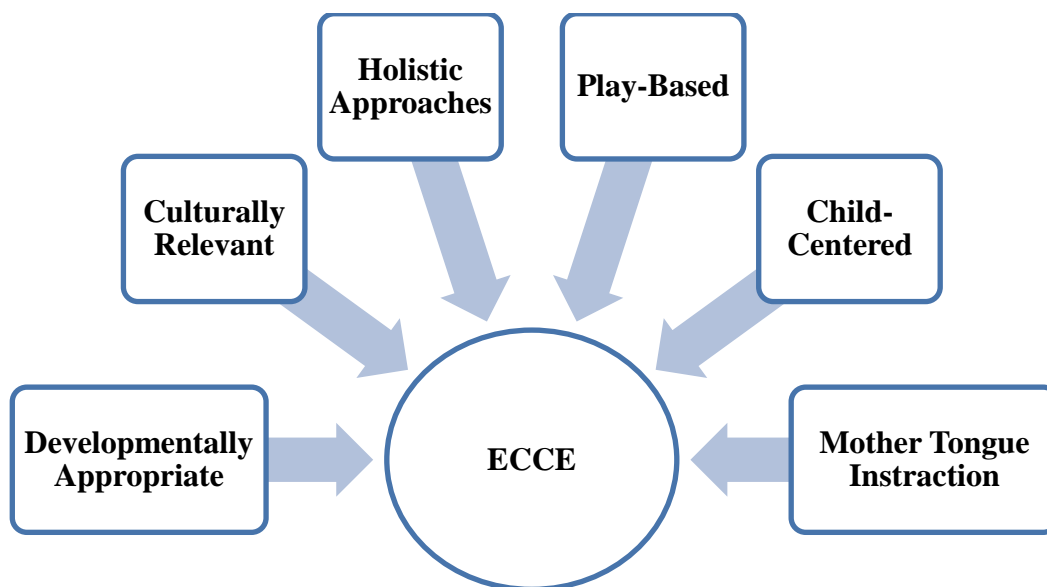 Holistic
Approaches
Play-Based
Culturally
Relevant
Child-
Centered
Developmentally
Appropriate
ECCE
Mother Tongue
Instraction